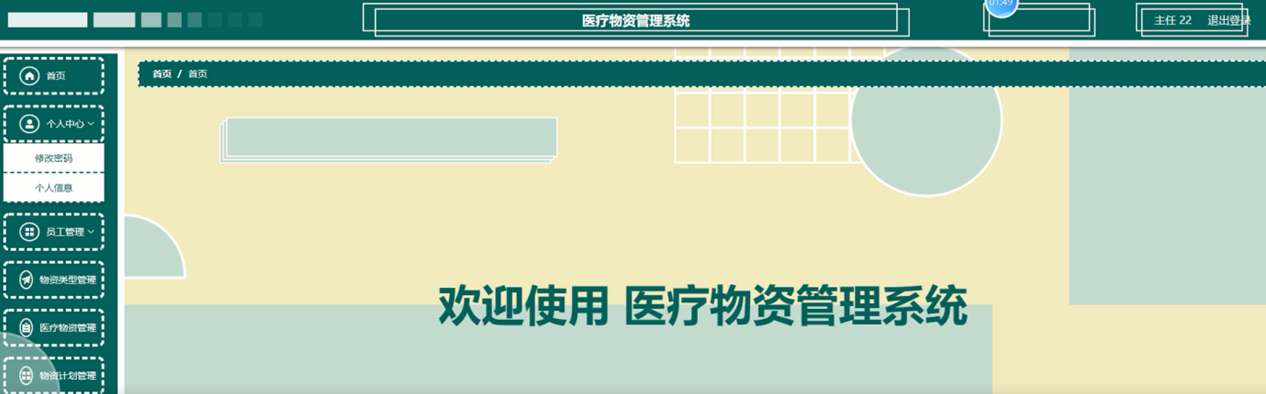 医疗物资管理系统
01:49
主任 22 退出登录
首页 / 首页
首页
个人中心
修改密码
个人信息
员工管理
物资类型管理
医疗物资管理
物资计划管理
欢迎使用 医疗物资管理系统